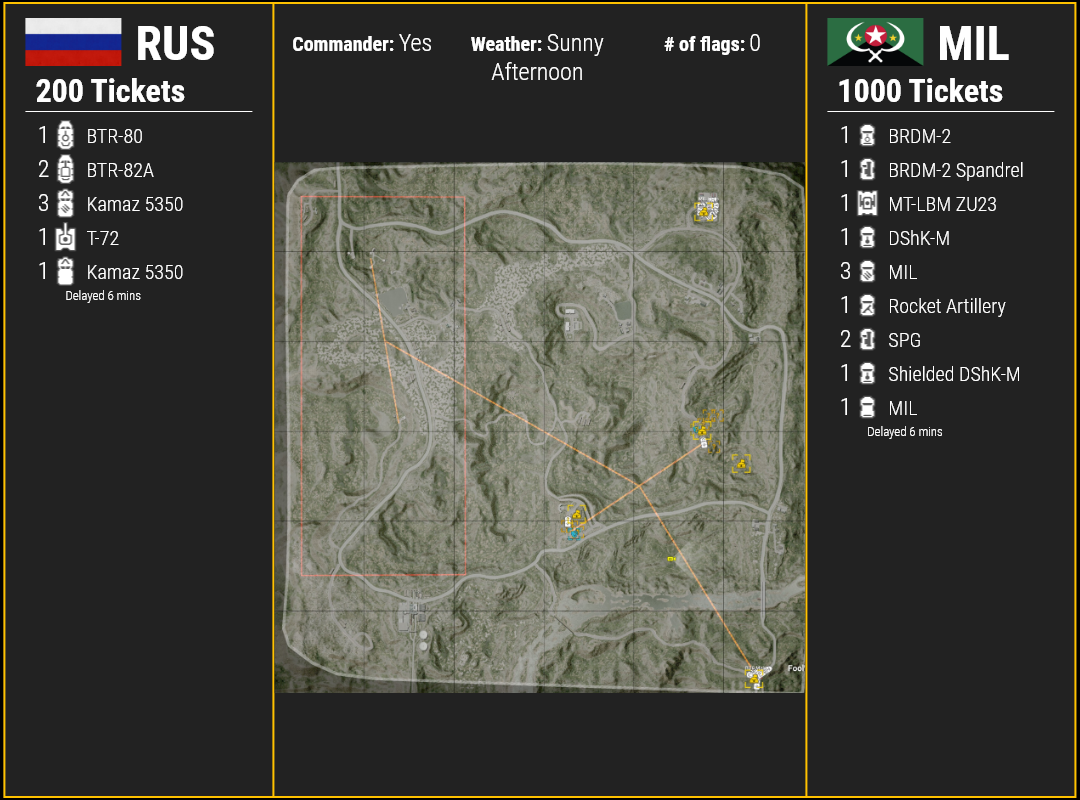 RUS
200 Tickets
1 BTR-80
2 BTR-82A
3 Kamaz 5350
1 T-72
1 Kamaz 5350
Delayed 6 mins
Commander: Yes
Weather: Sunny
Afternoon
# of flags: 0
MIL
1000 Tickets
1 BRDM-2
1 BRDM-2 Spandrel
1 MT-LBM ZU23
1 DShK-M
3 MIL
1 Rocket Artillery
2 SPG
1 Shielded DShK-M
1 MIL
Delayed 6 mins